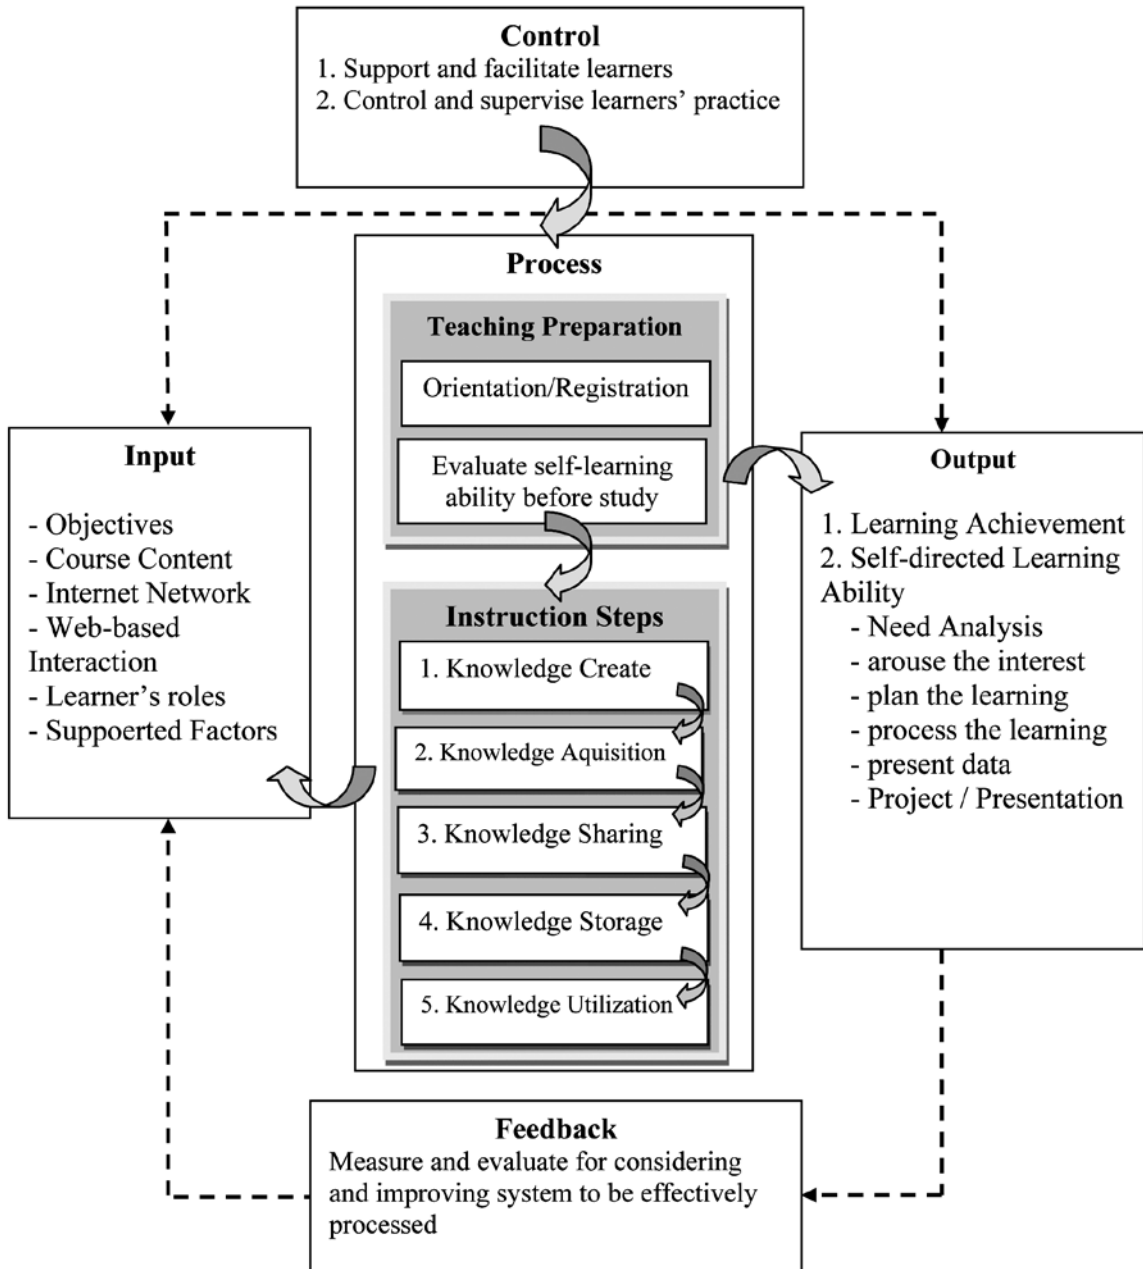 Control
1. Support and facilitate learners
2. Control and supervise learners' practice
Process
Teaching Preparation
Orientation/Registration
Evaluate self-learning
ability before study
Instruction Steps
1. Knowledge Create
2. Knowledge Aquisition
3. Knowledge Sharing
4. Knowledge Storage
5. Knowledge Utilization
Input
- Objectives
- Course Content
- Internet Network
- Web-based
Interaction
- Learner's roles
- Suppoerted Factors
Output
1. Learning Achievement
2. Self-directed Learning
Ability
- Need Analysis
- arouse the interest
- plan the learning
- process the learning
- present data
- Project / Presentation
Feedback
Measure and evaluate for considering
and improving system to be effectively
processed